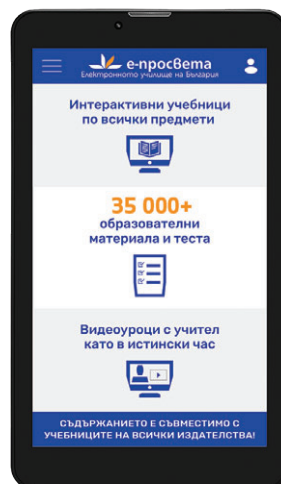 е-просвета
Електронното училище на България
Интерактивни учебници
по всички предмети
35 000+
образователни
материала и теста
Видеоуроци с учител
като в истински час
СЪДЪРЖАНИЕТО Е СЪВМЕСТИМО С
УЧЕБНИЦИТЕ НА ВСИЧКИ ИЗДАТЕЛСТВА!